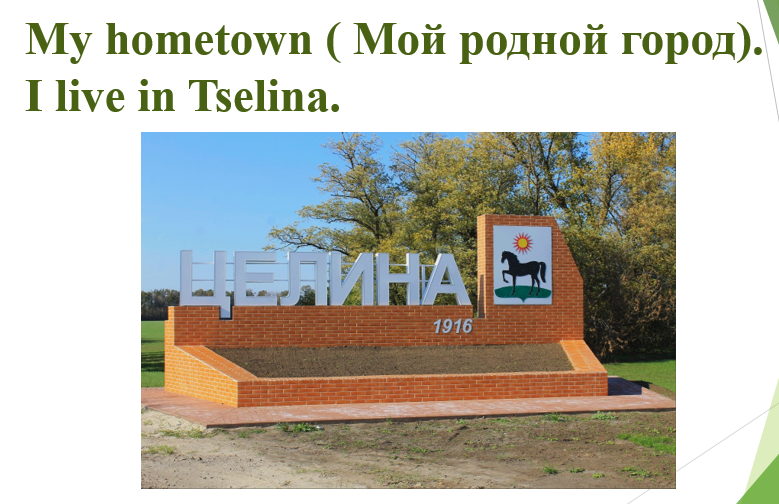 My hometown ( Мой родной город).
I live in Tselina.
ЦЕЛИНА
1916